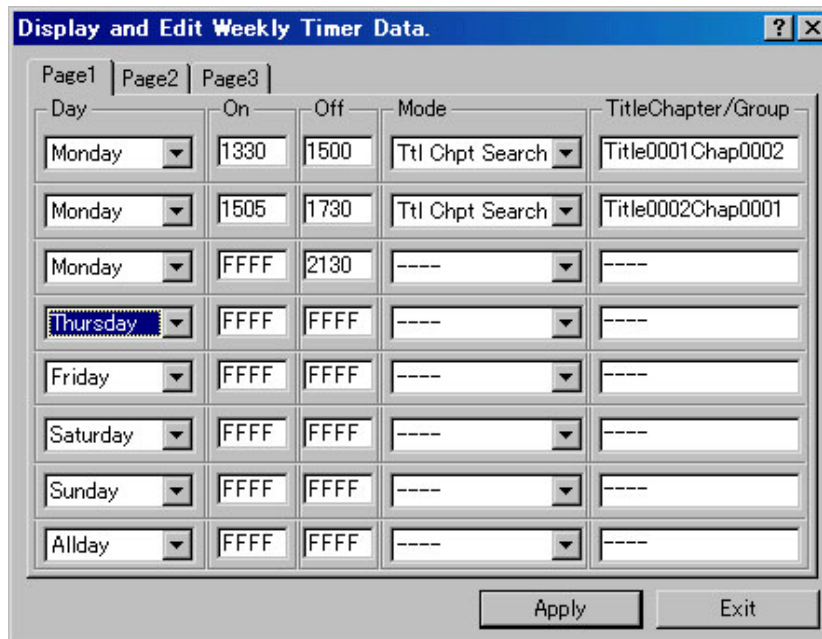 Display and Edit Weekly Timer Data.
Page1 Page2 Page3
Day On Off Mode TitleChapter/Group
Monday 1330 1500 Ttl Chpt Search Title0001Chap0002
Monday 1505 1730 Ttl Chpt Search Title0002Chap0001
Monday FFFF 2130 ---- ----
Thursday FFFF FFFF ---- ----
Friday FFFF FFFF ---- ----
Saturday FFFF FFFF ---- ----
Sunday FFFF FFFF ---- ----
Allday FFFF FFFF ---- ----
Apply Exit